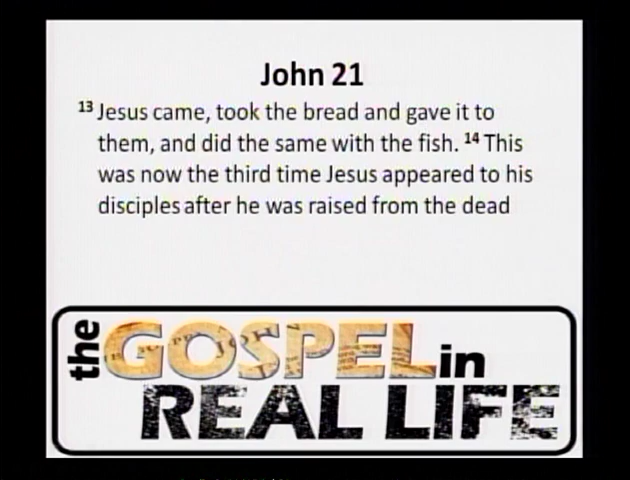 John 21
13 Jesus came, took the bread and gave it to
them, and did the same with the fish. 14 This
was now the third time Jesus appeared to his
disciples after he was raised from the dead
the GOSPEL in
REAL LIFE